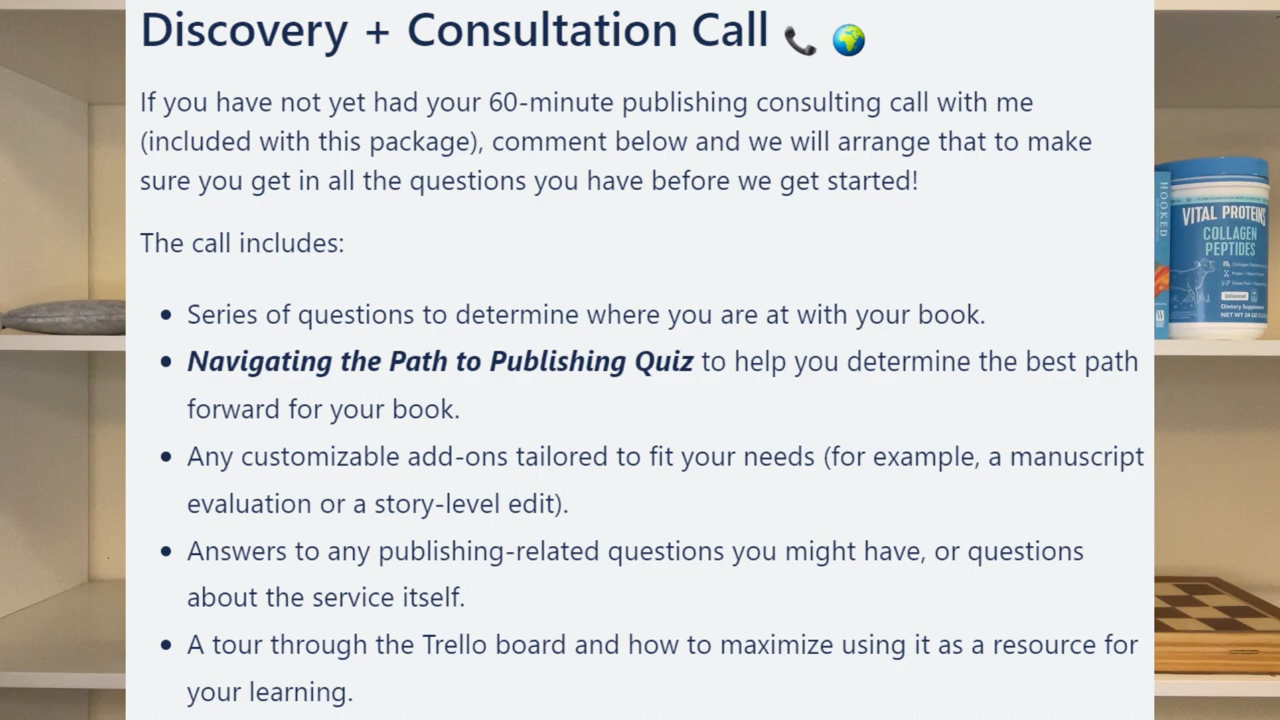 Discovery + Consultation Call 📞 🌍
If you have not yet had your 60-minute publishing consulting call with me
(included with this package), comment below and we will arrange that to make
sure you get in all the questions you have before we get started!
The call includes:
• Series of questions to determine where you are at with your book.
• Navigating the Path to Publishing Quiz to help you determine the best path
forward for your book.
• Any customizable add-ons tailored to fit your needs (for example, a manuscript
evaluation or a story-level edit).
• Answers to any publishing-related questions you might have, or questions
about the service itself.
• A tour through the Trello board and how to maximize using it as a resource for
your learning.
HOOKED
VITAL PROTEINS
COLLAGEN
PEPTIDES
Unflavored
Dietary Supplement